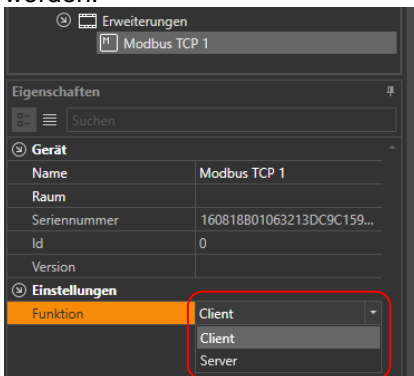 Erweiterungen
M Modbus TCP 1
Eigenschaften
Suchen
Gerät
Name Modbus TCP 1
Raum
Seriennummer 160818B01063213DC9C159...
Id 0
Version
Einstellungen
Funktion Client
Client
Server